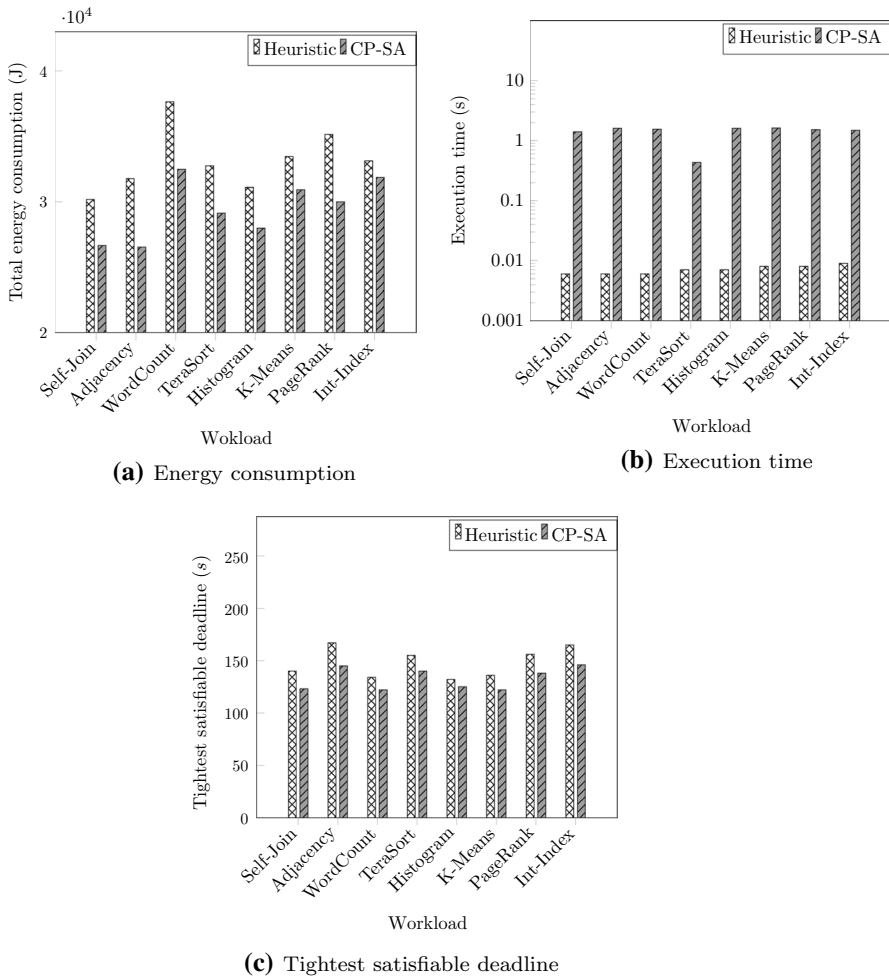 ·10⁴
Heuristic CP-SA
Total energy consumption (J)
4
3
2
Self-Join
Adjacency
WordCount
TeraSort
Histogram
K-Means
PageRank
Int-Index
Wokload
(a) Energy consumption
Heuristic CP-SA
Execution time (s)
10
1
0.1
0.01
0.001
Self-Join
Adjacency
WordCount
TeraSort
Histogram
K-Means
PageRank
Int-Index
Workload
(b) Execution time
Heuristic CP-SA
Tightest satisfiable deadline (s)
250
200
150
100
50
0
Self-Join
Adjacency
WordCount
TeraSort
Histogram
K-Means
PageRank
Int-Index
Workload
(c) Tightest satisfiable deadline